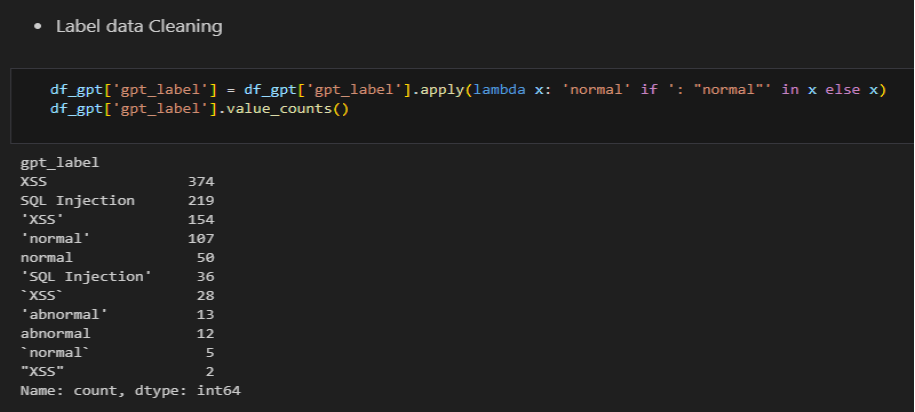 • Label data Cleaning
df_gpt['gpt_label'] = df_gpt['gpt_label'].apply(lambda x: 'normal' if ': "normal"' in x else x)
df_gpt['gpt_label'].value_counts()
gpt_label
XSS 374
SQL Injection 219
'XSS' 154
'normal' 107
normal 50
'SQL Injection' 36
`XSS` 28
'abnormal' 13
abnormal 12
`normal` 5
"XSS" 2
Name: count, dtype: int64